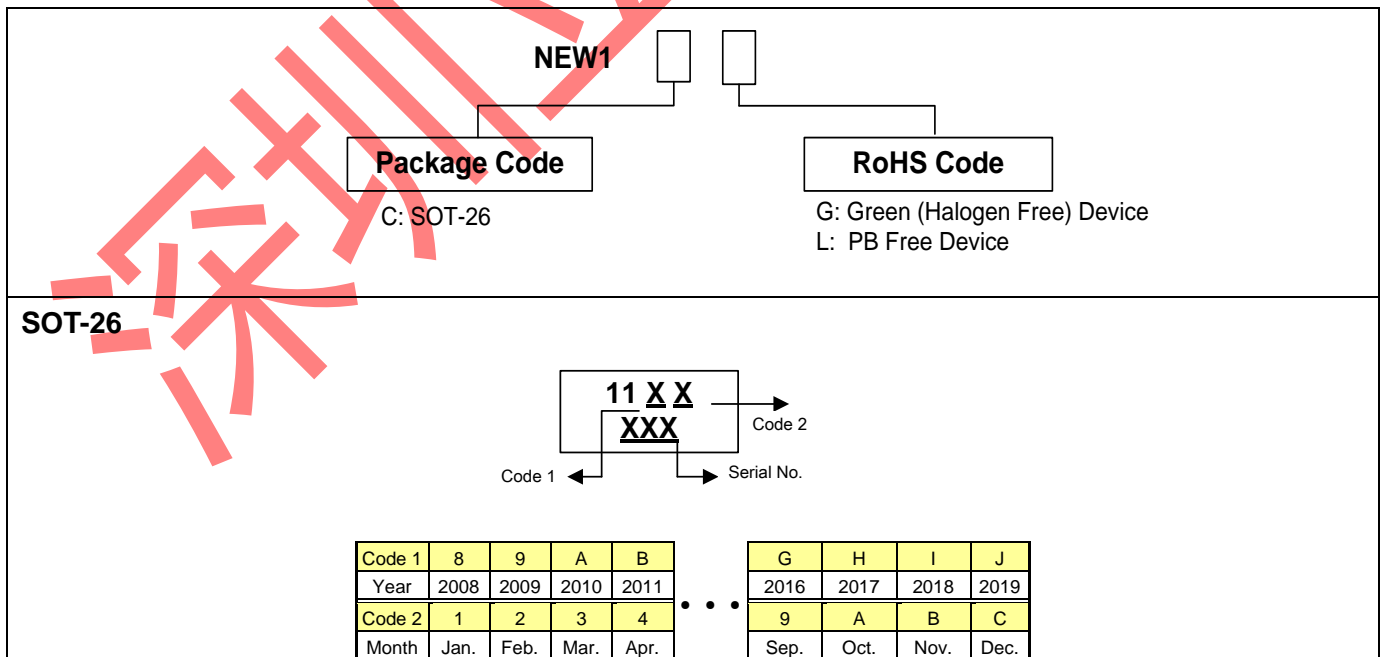 NEW1
Package Code
RoHS Code
C: SOT-26
G: Green (Halogen Free) Device
L: PB Free Device
SOT-26
11 X X
XXX
Code 2
Code 1
Serial No.
Code 1 8 9 A B G H I J
Year 2008 2009 2010 2011 • • • 2016 2017 2018 2019
Code 2 1 2 3 4 9 A B C
Month Jan. Feb. Mar. Apr. Sep. Oct. Nov. Dec.
深圳